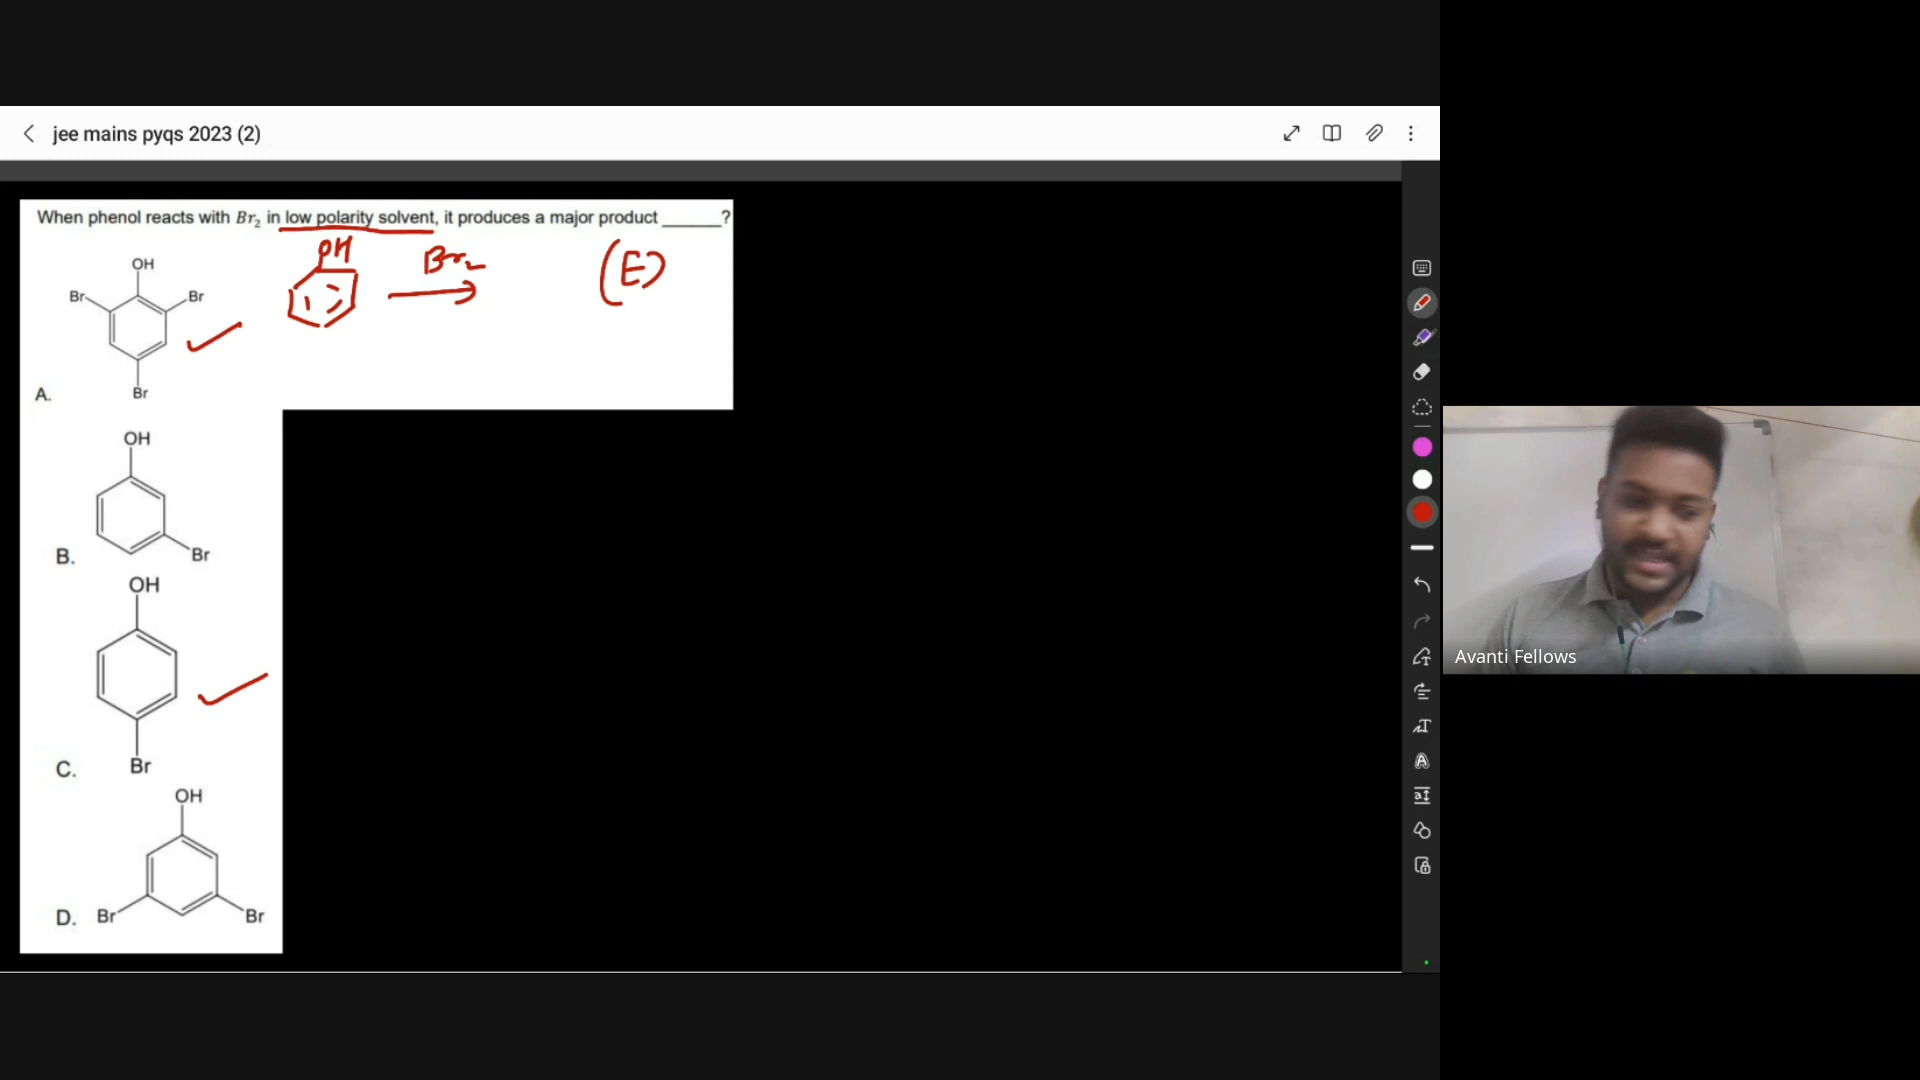 jee mains pyqs 2023 (2)
When phenol reacts with Br₂ in low polarity solvent, it produces a major product ______?
OH
Br₂
(E)
OH
Br Br
Br
A.
OH
Br
B.
OH
Br
C.
OH
Br Br
D.
Avanti Fellows